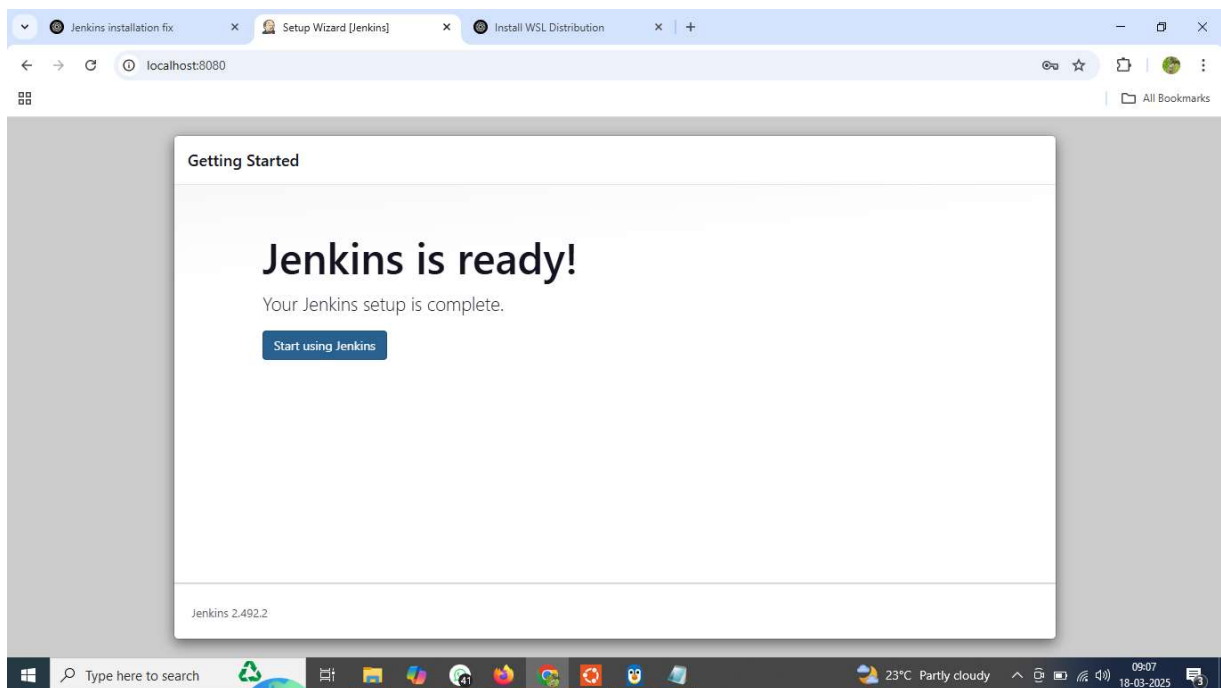 Jenkins installation fix
Setup Wizard [Jenkins]
Install WSL Distribution
localhost:8080
All Bookmarks
Getting Started
Jenkins is ready!
Your Jenkins setup is complete.
Start using Jenkins
Jenkins 2.492.2
Type here to search
41
23°C Partly cloudy
09:07
18-03-2025
3